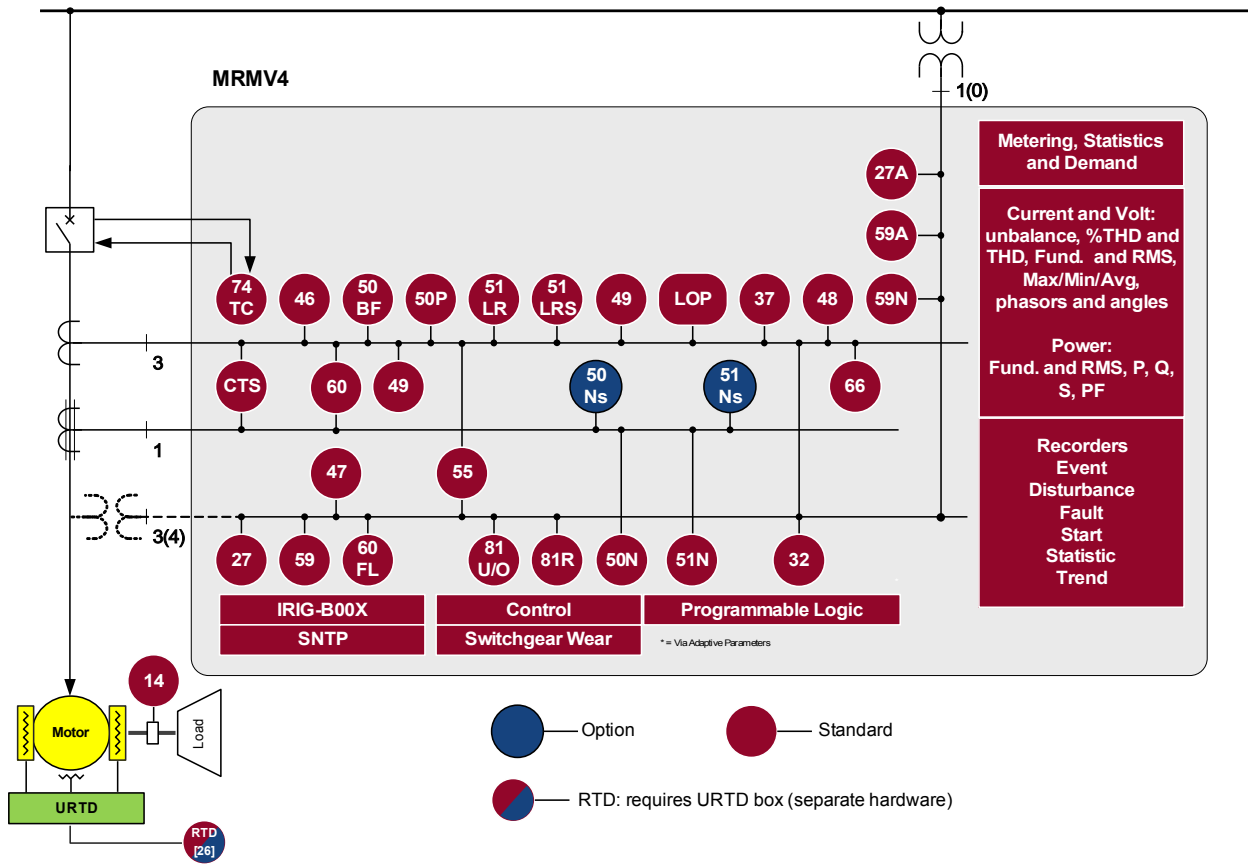 MRMV4
1(0)
Metering, Statistics
and Demand
27A
Current and Volt:
unbalance, %THD and
THD, Fund. and RMS,
Max/Min/Avg,
phasors and angles
59A
74
TC
46
50
BF
50P
51
LR
51
LRS
49
LOP
37
48
59N
Power:
Fund. and RMS, P, Q,
S, PF
3
CTS
60
49
50
Ns
51
Ns
66
1
Recorders
Event
Disturbance
Fault
Start
Statistic
Trend
47
55
3(4)
27
59
60
FL
81
U/O
81R
50N
51N
32
IRIG-B00X
Control
Programmable Logic
SNTP
Switchgear Wear
* = Via Adaptive Parameters
14
Motor
Load
Option
Standard
URTD
RTD: requires URTD box (separate hardware)
RTD
[26]